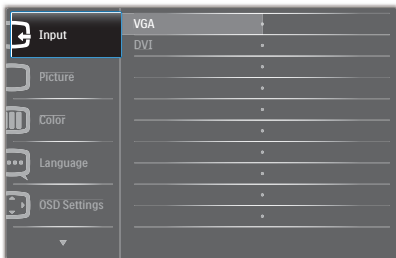 Input
VGA
DVI
Picture
Color
Language
OSD Settings